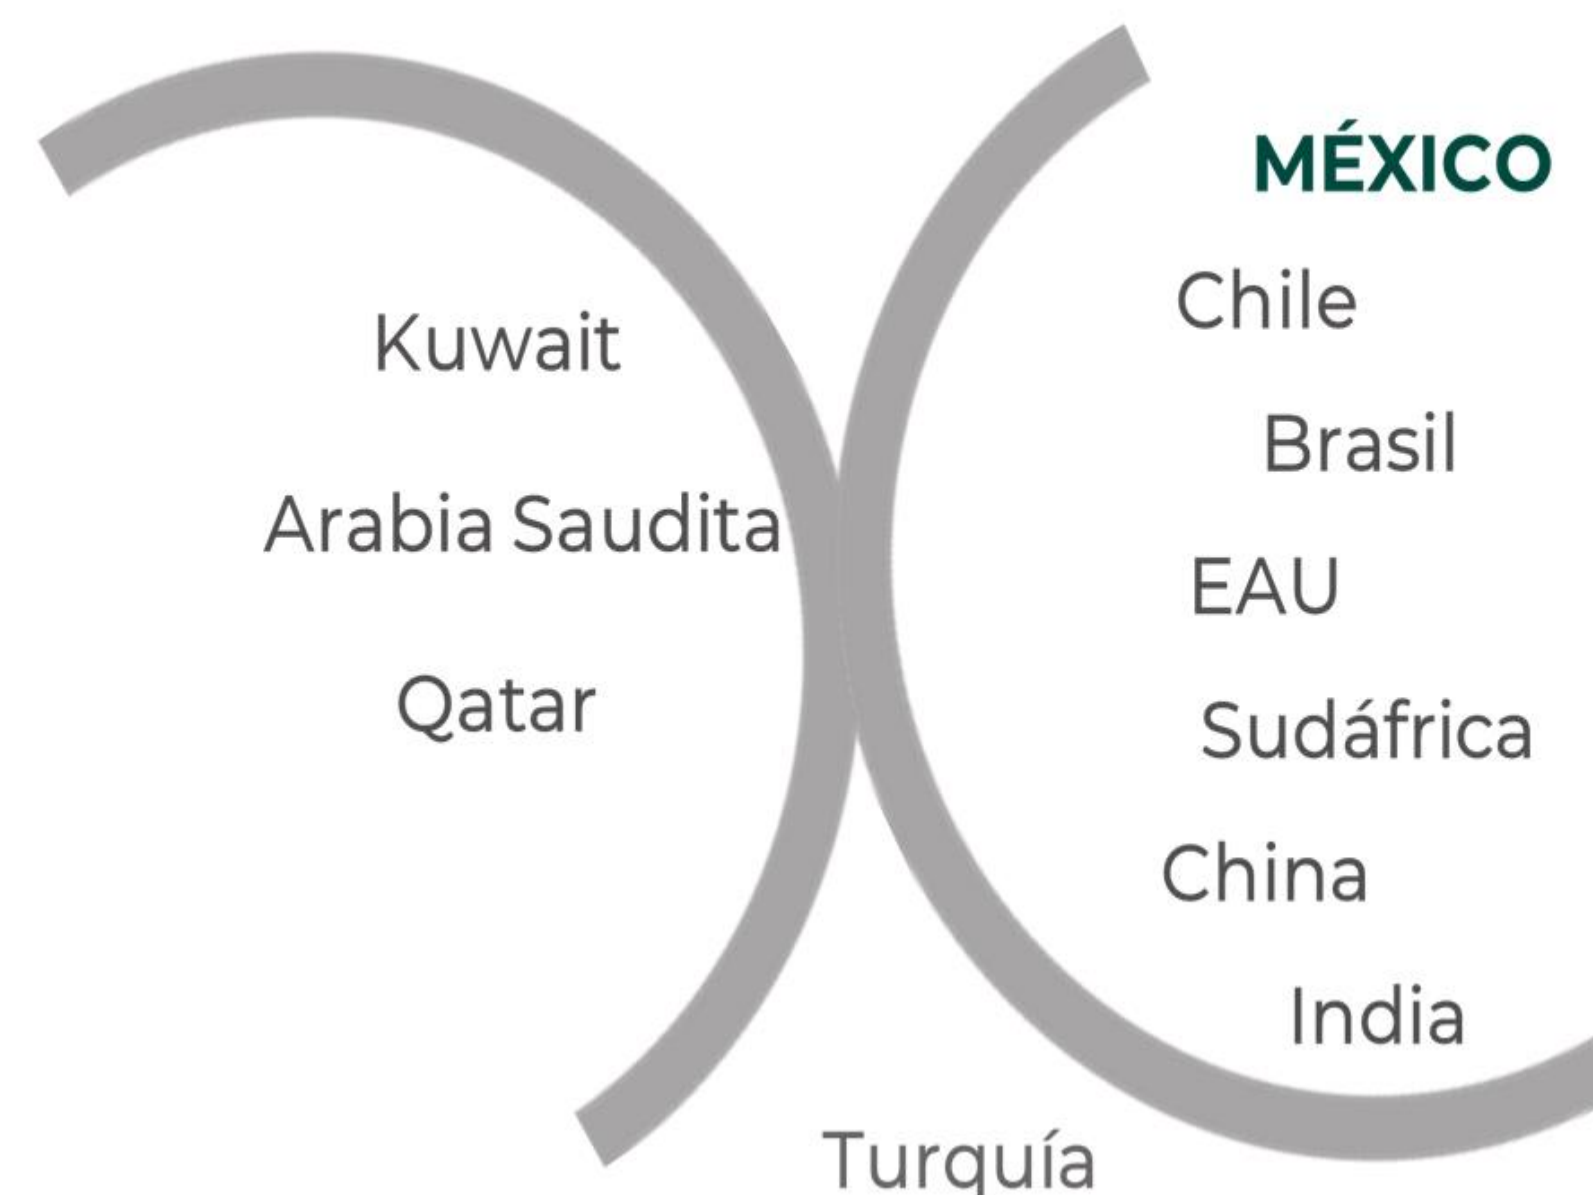 Kuwait
Arabia Saudita
Qatar
MÉXICO
Chile
Brasil
EAU
Sudáfrica
China
India
Turquía